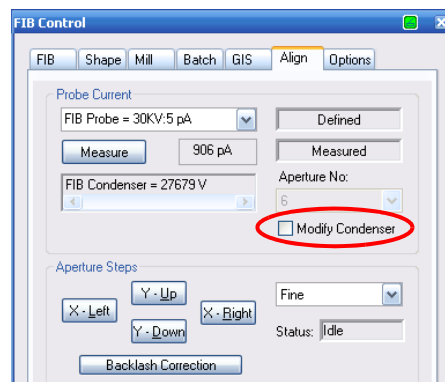 FIB Control
FIB Shape Mill Batch GIS Align Options
Probe Current
FIB Probe = 30KV:5 pA
Defined
Measure
906 pA
Measured
FIB Condenser = 27679 V
Aperture No:
6
Modify Condenser
Aperture Steps
Y - Up
X - Left
X - Right
Y - Down
Fine
Status: Idle
Backlash Correction